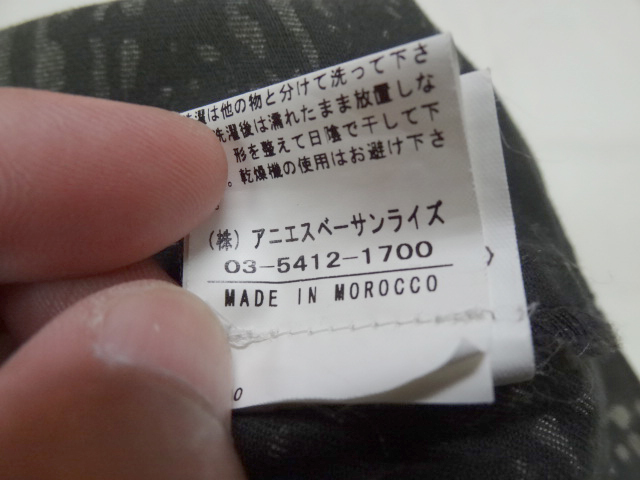 濯は他の物と分けて洗って下さ
洗濯後は濡れたまま放置しな
形を整えて日陰で干して下
。乾燥機の使用はお避け下さ
。
(株)アニエスベーサンライズ
03-5412-1700
MADE IN MOROCCO